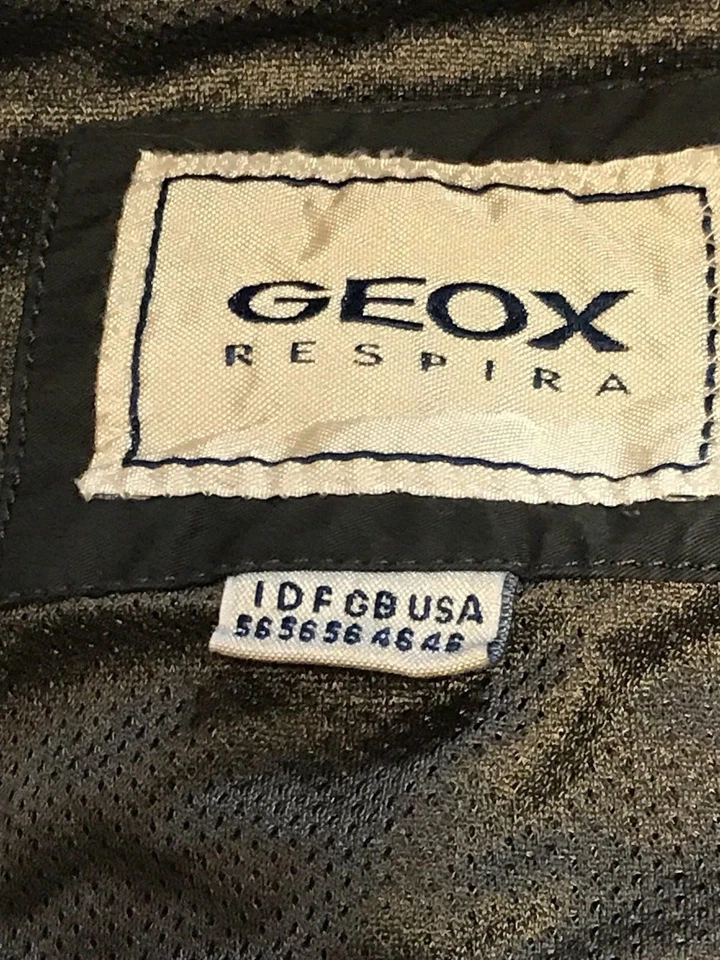 GEOX
RESPIRA
I D F GB USA
56 56 56 46 46